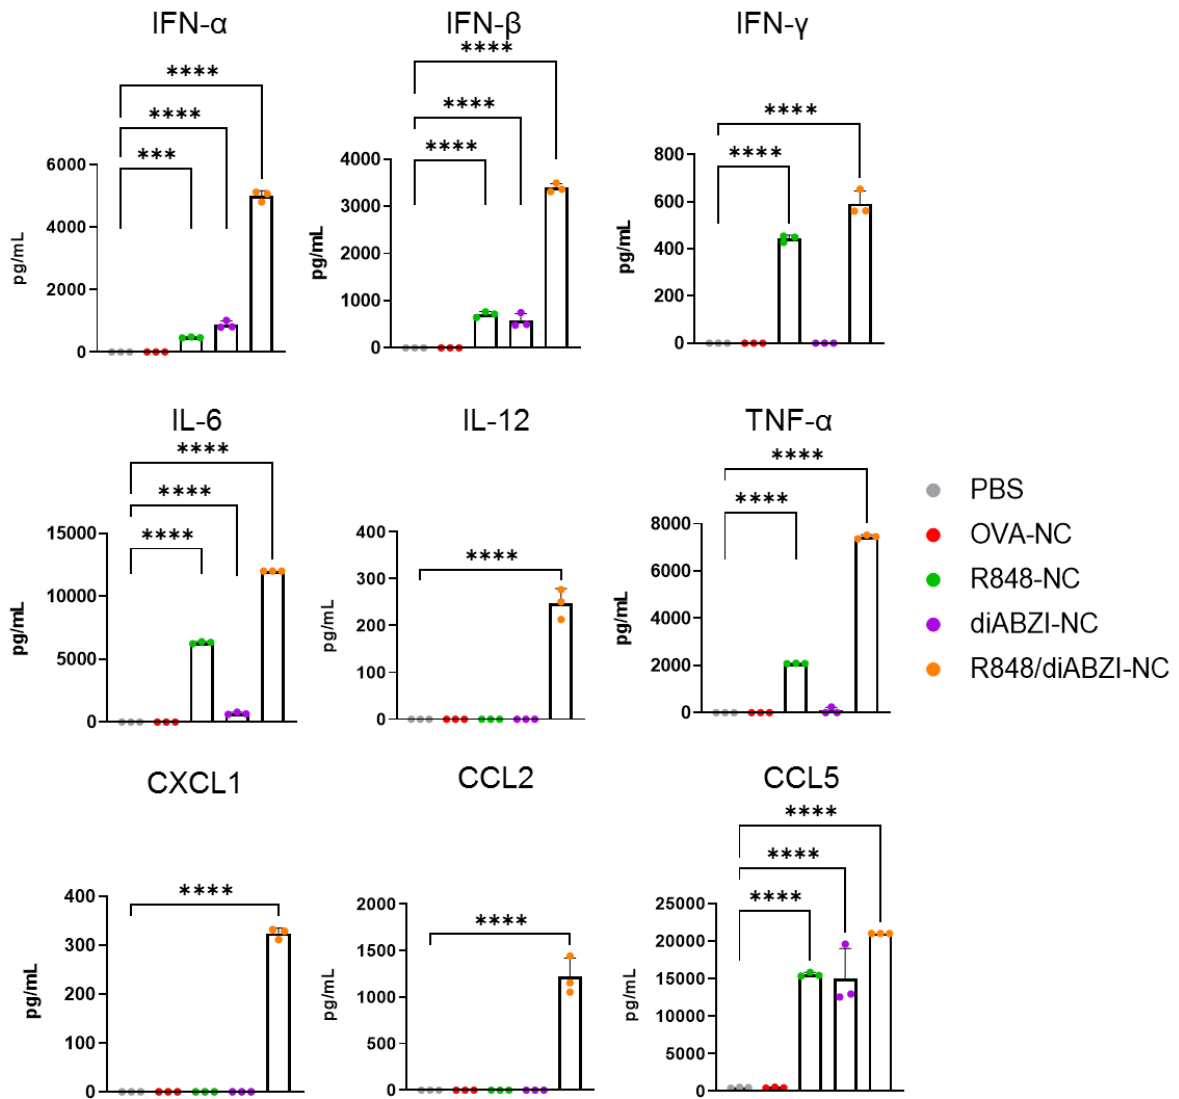 IFN-α
****
****
***
6000
4000
2000
0
pg/mL
IFN-β
****
****
****
4000
3000
2000
1000
0
pg/mL
IFN-γ
****
****
800
600
400
200
0
pg/mL
IL-6
****
****
****
15000
10000
5000
0
pg/mL
IL-12
****
400
300
200
100
0
pg/mL
TNF-α
****
****
8000
6000
4000
2000
0
pg/mL
PBS
OVA-NC
R848-NC
diABZI-NC
R848/diABZI-NC
CXCL1
****
400
300
200
100
0
pg/mL
CCL2
****
2000
1500
1000
500
0
pg/mL
CCL5
****
****
****
25000
20000
15000
10000
5000
0
pg/mL